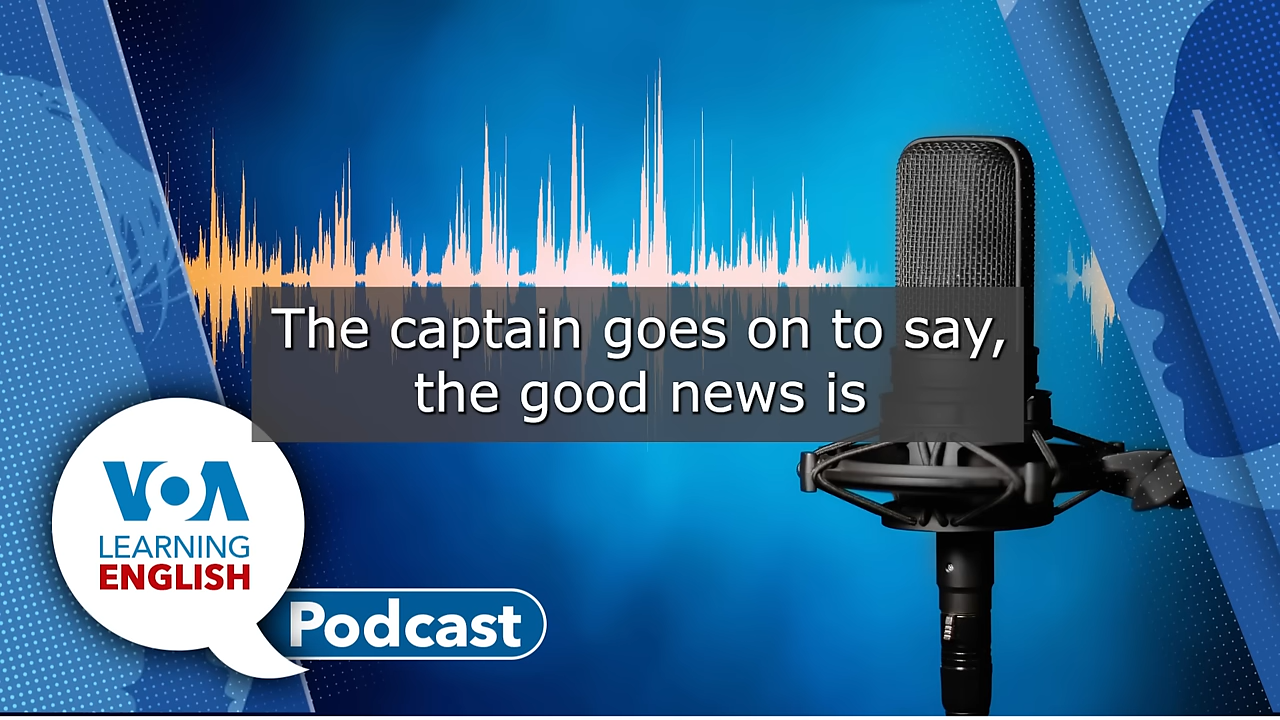 The captain goes on to say,
the good news is
VOA
LEARNING
ENGLISH
Podcast